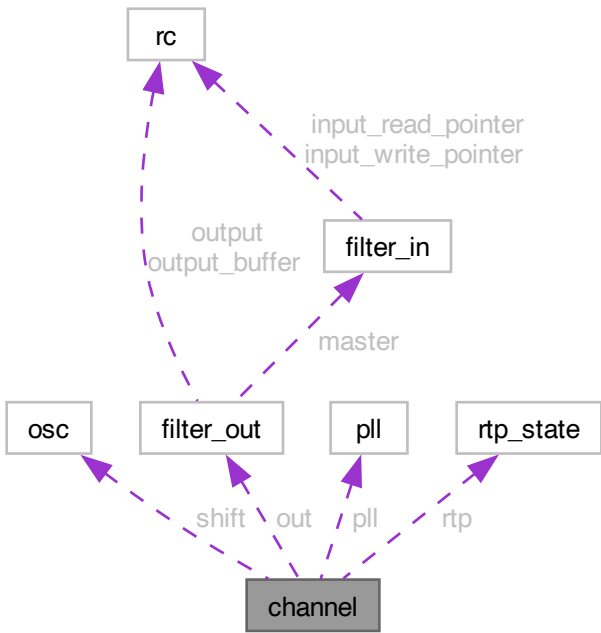 rc
input_read_pointer
input_write_pointer
output
output_buffer
filter_in
master
osc
filter_out
pll
rtp_state
shift
out
pll
rtp
channel